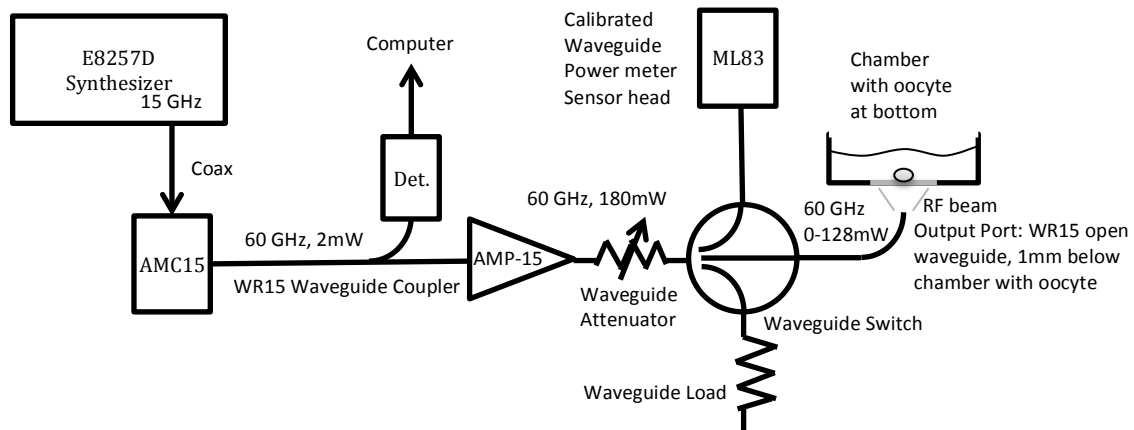 E8257D
Synthesizer
15 GHz
Coax
AMC15
60 GHz, 2mW
WR15 Waveguide Coupler
Computer
Det.
AMP-15
60 GHz, 180mW
Waveguide
Attenuator
Calibrated
Waveguide
Power meter
Sensor head
ML83
Waveguide Switch
Waveguide Load
60 GHz
0-128mW
Chamber
with oocyte
at bottom
RF beam
Output Port: WR15 open
waveguide, 1mm below
chamber with oocyte